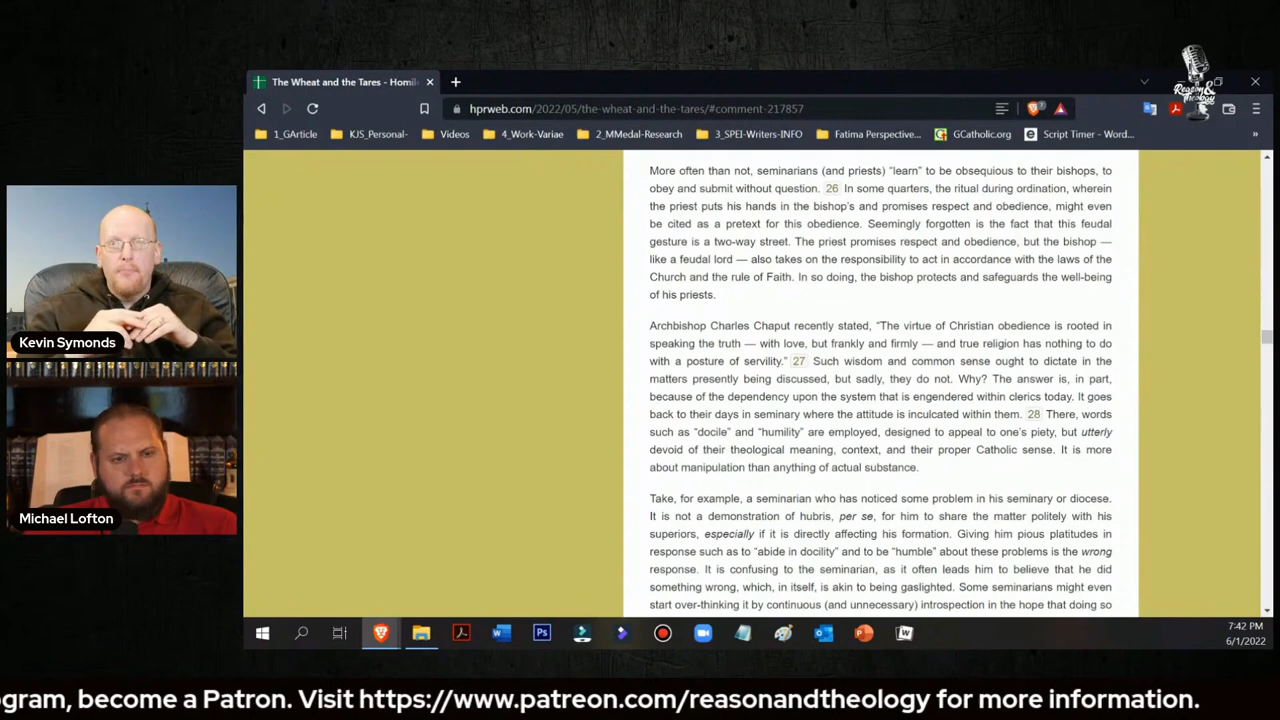 The Wheat and the Tares - Homil
hprweb.com/2022/05/the-wheat-and-the-tares/#comment-217857
Reason &
Theology
1_GArticle
KJS_Personal-
Videos
4_Work-Variae
2_MMedal-Research
3_SPEI-Writers-INFO
Fatima Perspective...
GCatholic.org
Script Timer - Word...
More often than not, seminarians (and priests) “learn” to be obsequious to their bishops, to
obey and submit without question. 26 In some quarters, the ritual during ordination, wherein
the priest puts his hands in the bishop’s and promises respect and obedience, might even
be cited as a pretext for this obedience. Seemingly forgotten is the fact that this feudal
gesture is a two-way street. The priest promises respect and obedience, but the bishop —
like a feudal lord — also takes on the responsibility to act in accordance with the laws of the
Church and the rule of Faith. In so doing, the bishop protects and safeguards the well-being
of his priests.
Archbishop Charles Chaput recently stated, “The virtue of Christian obedience is rooted in
speaking the truth — with love, but frankly and firmly — and true religion has nothing to do
with a posture of servility.” 27 Such wisdom and common sense ought to dictate in the
matters presently being discussed, but sadly, they do not. Why? The answer is, in part,
because of the dependency upon the system that is engendered within clerics today. It goes
back to their days in seminary where the attitude is inculcated within them. 28 There, words
such as “docile” and “humility” are employed, designed to appeal to one’s piety, but utterly
devoid of their theological meaning, context, and their proper Catholic sense. It is more
about manipulation than anything of actual substance.
Take, for example, a seminarian who has noticed some problem in his seminary or diocese.
It is not a demonstration of hubris, per se, for him to share the matter politely with his
superiors, especially if it is directly affecting his formation. Giving him pious platitudes in
response such as to “abide in docility” and to be “humble” about these problems is the wrong
response. It is confusing to the seminarian, as it often leads him to believe that he did
something wrong, which, in itself, is akin to being gaslighted. Some seminarians might even
start over-thinking it by continuous (and unnecessary) introspection in the hope that doing so
Kevin Symonds
Michael Lofton
7:42 PM
6/1/2022
ogram, become a Patron. Visit https://www.patreon.com/reasonandtheology for more information.